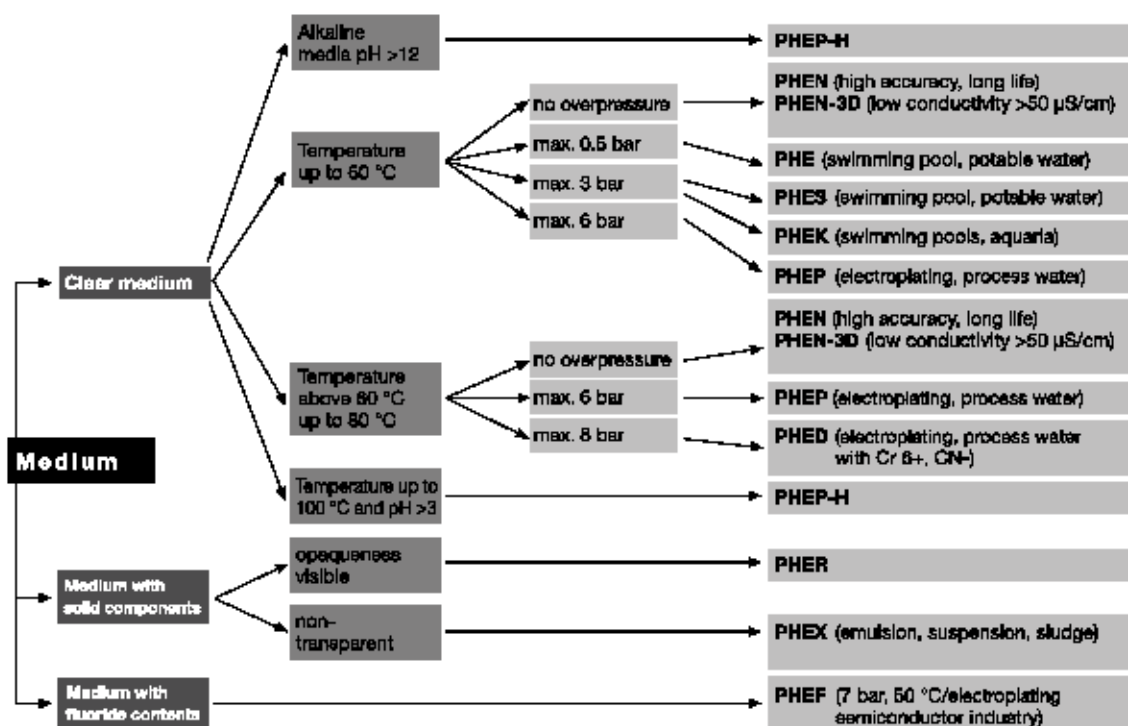 Medium
Clear medium
Alkaline
media pH >12
PHEP-H
Temperature
up to 60 °C
no overpressure
PHEN (high accuracy, long life)
PHEN-3D (low conductivity >50 µS/cm)
max. 0.5 bar
PHE (swimming pool, potable water)
max. 3 bar
PHES (swimming pool, potable water)
PHEK (swimming pools, aquaria)
max. 6 bar
PHEP (electroplating, process water)
Temperature
above 60 °C
up to 80 °C
no overpressure
PHEN (high accuracy, long life)
PHEN-3D (low conductivity >50 µS/cm)
max. 6 bar
PHEP (electroplating, process water)
max. 8 bar
PHED (electroplating, process water
with Cr 6+, CN-)
Temperature up to
100 °C and pH >3
PHEP-H
Medium with
solid components
opaqueness
visible
PHER
non-
transparent
PHEX (emulsion, suspension, sludge)
Medium with
fluoride contents
PHEF (7 bar, 50 °C/electroplating
semiconductor industry)